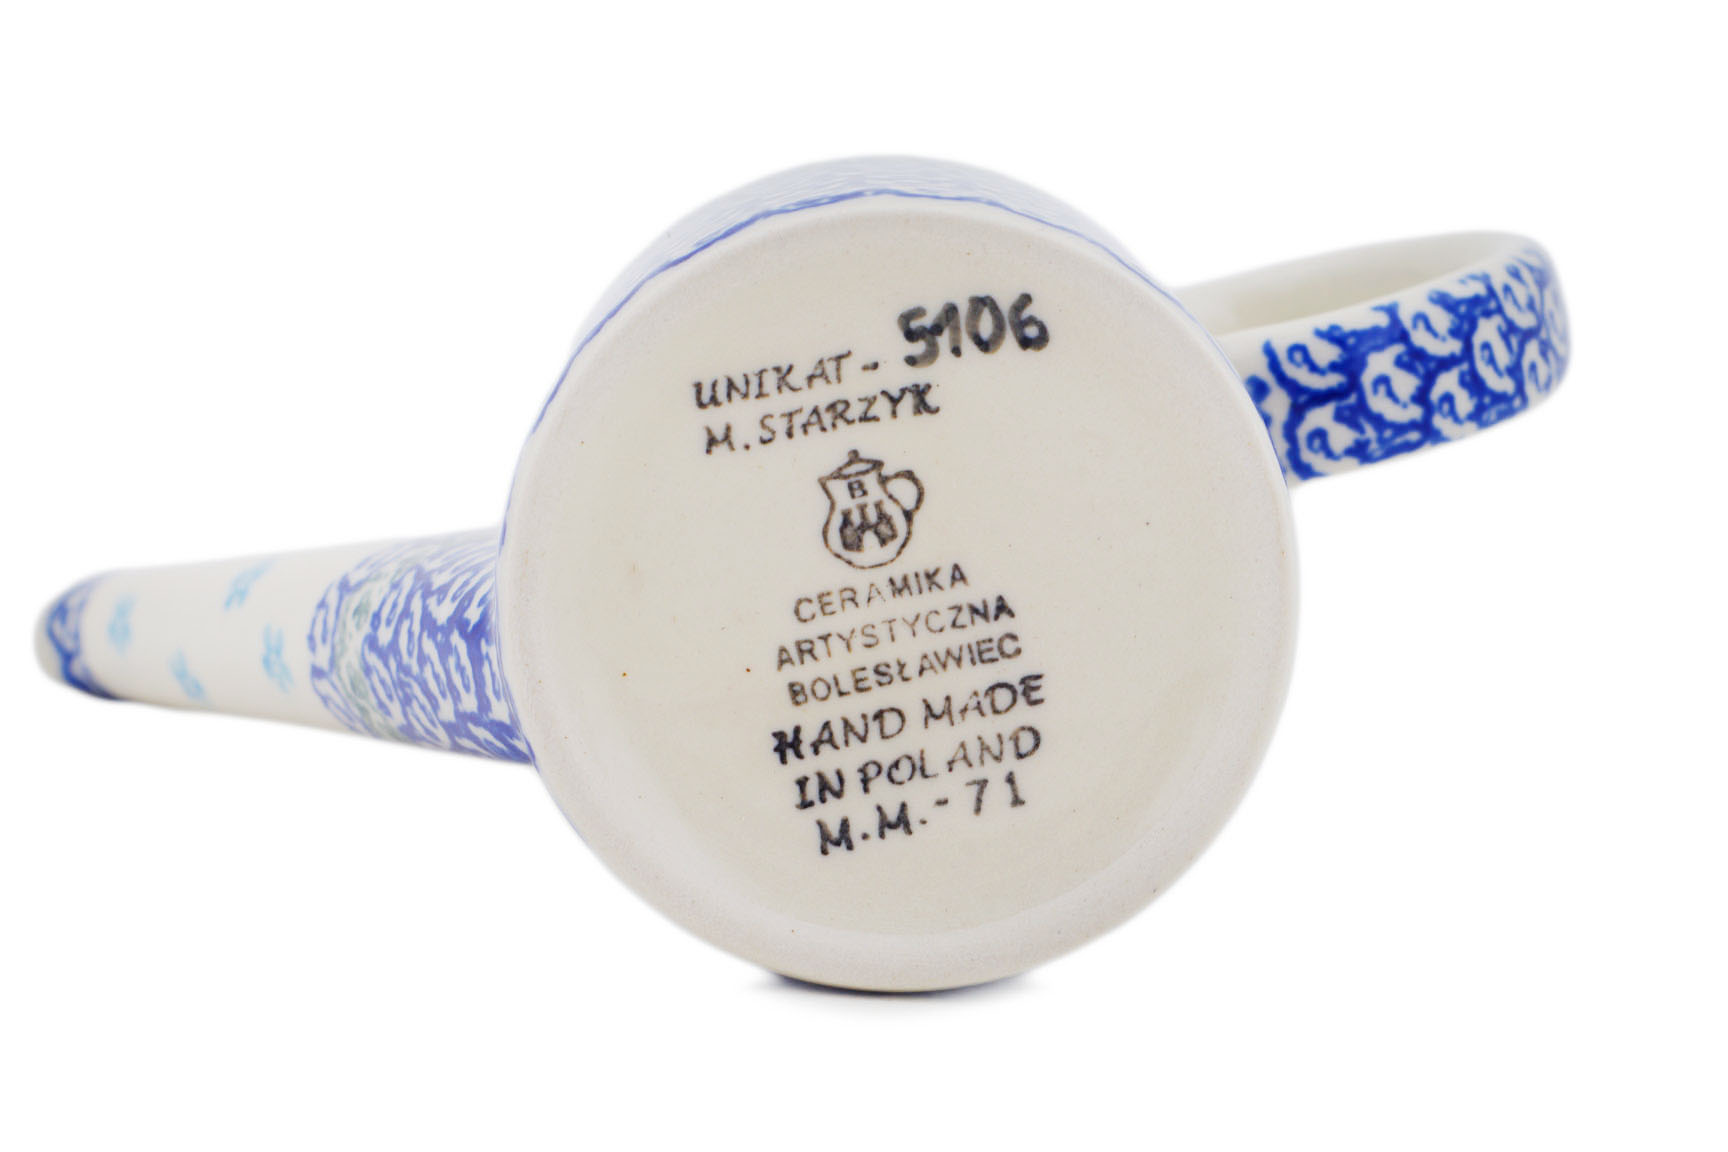 UNIKAT - 5106
M. STARZYK
B
CERAMIKA
ARTYSTYCZNA
BOLESŁAWIEC
HAND MADE
IN POLAND
M.M. - 71